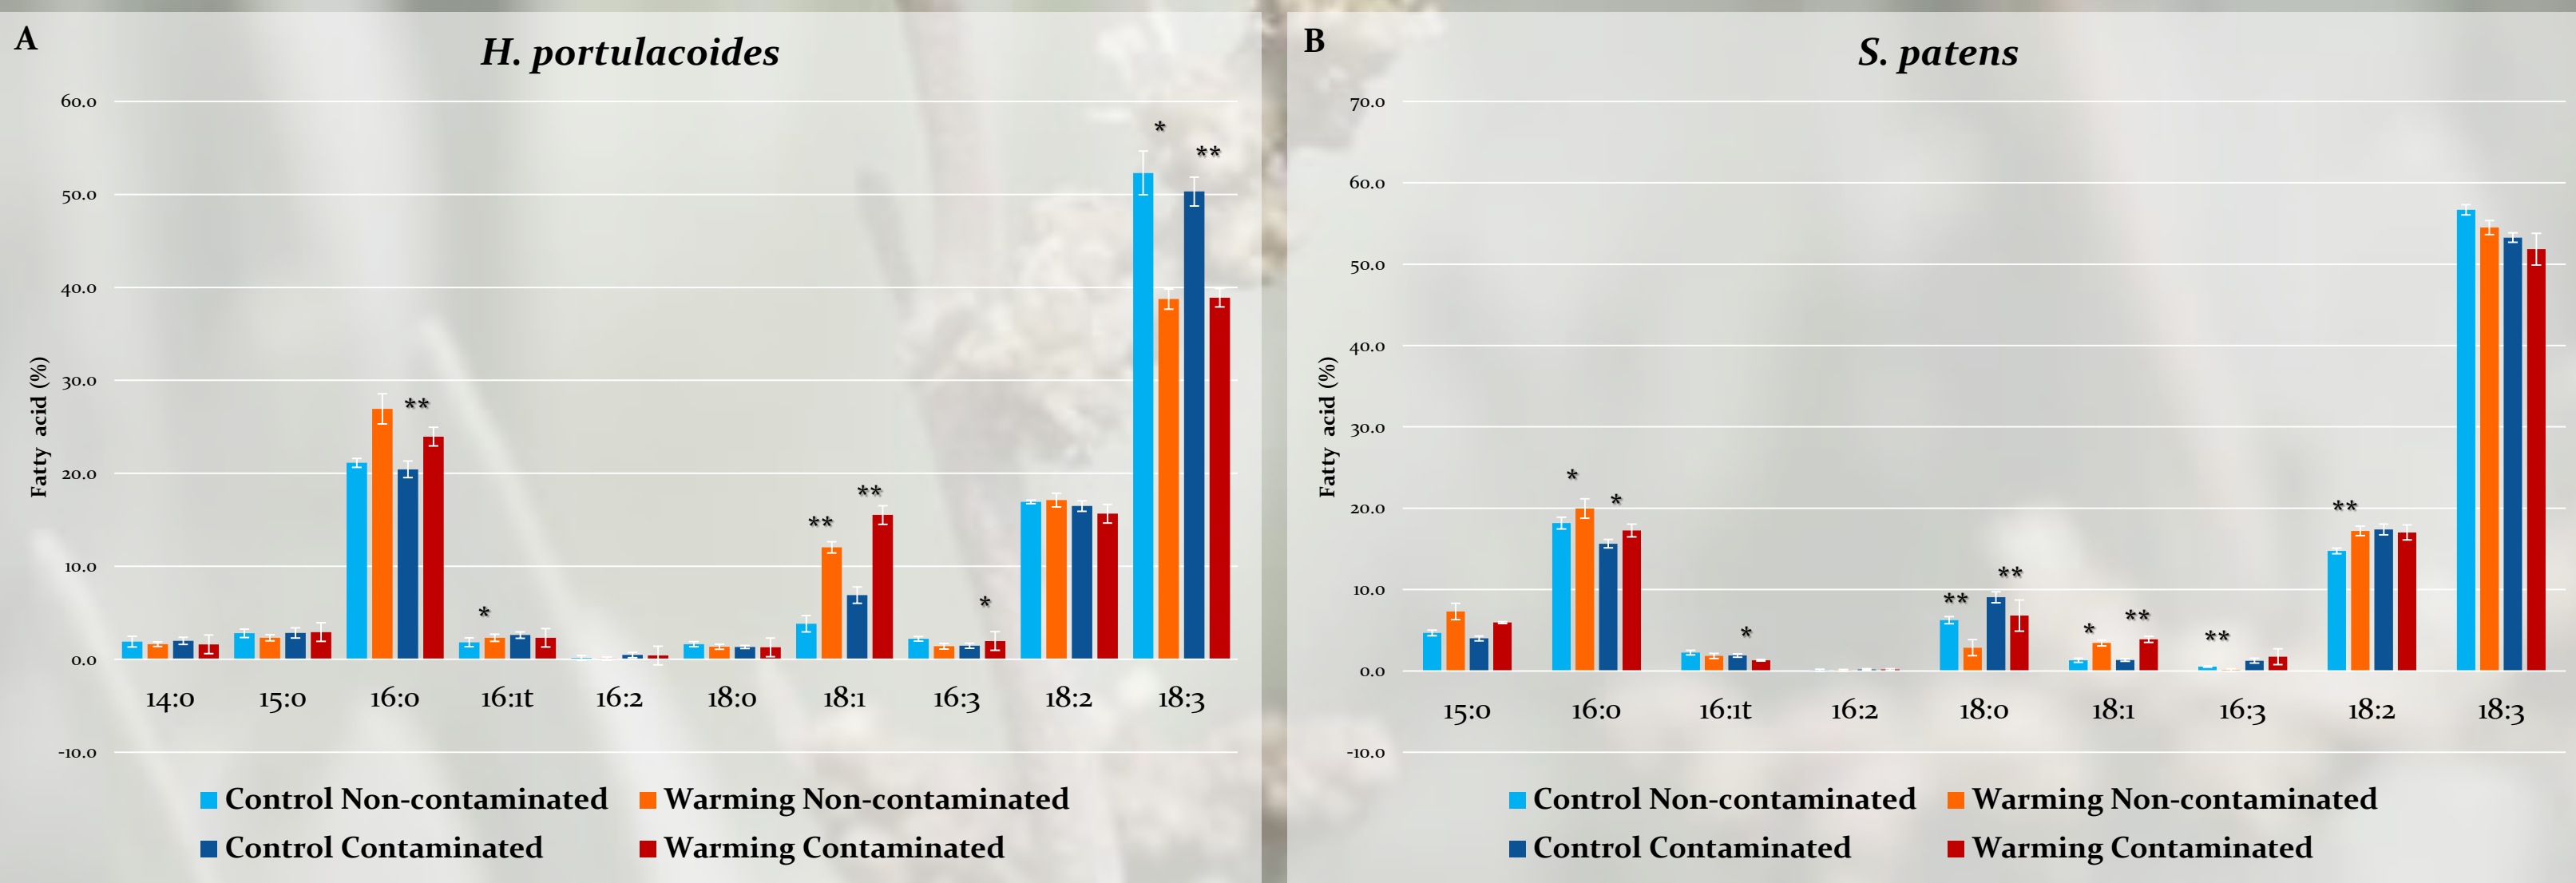 A
H. portulacoides
60.0
50.0
40.0
30.0
20.0
10.0
0.0
-10.0
Fatty acid (%)
*
**
**
*
**
**
*
14:0 15:0 16:0 16:1t 16:2 18:0 18:1 16:3 18:2 18:3
Control Non-contaminated Warming Non-contaminated
Control Contaminated Warming Contaminated
B
S. patens
70.0
60.0
50.0
40.0
30.0
20.0
10.0
0.0
-10.0
Fatty acid (%)
*
*
*
**
**
*
**
**
**
15:0 16:0 16:1t 16:2 18:0 18:1 16:3 18:2 18:3
Control Non-contaminated Warming Non-contaminated
Control Contaminated Warming Contaminated